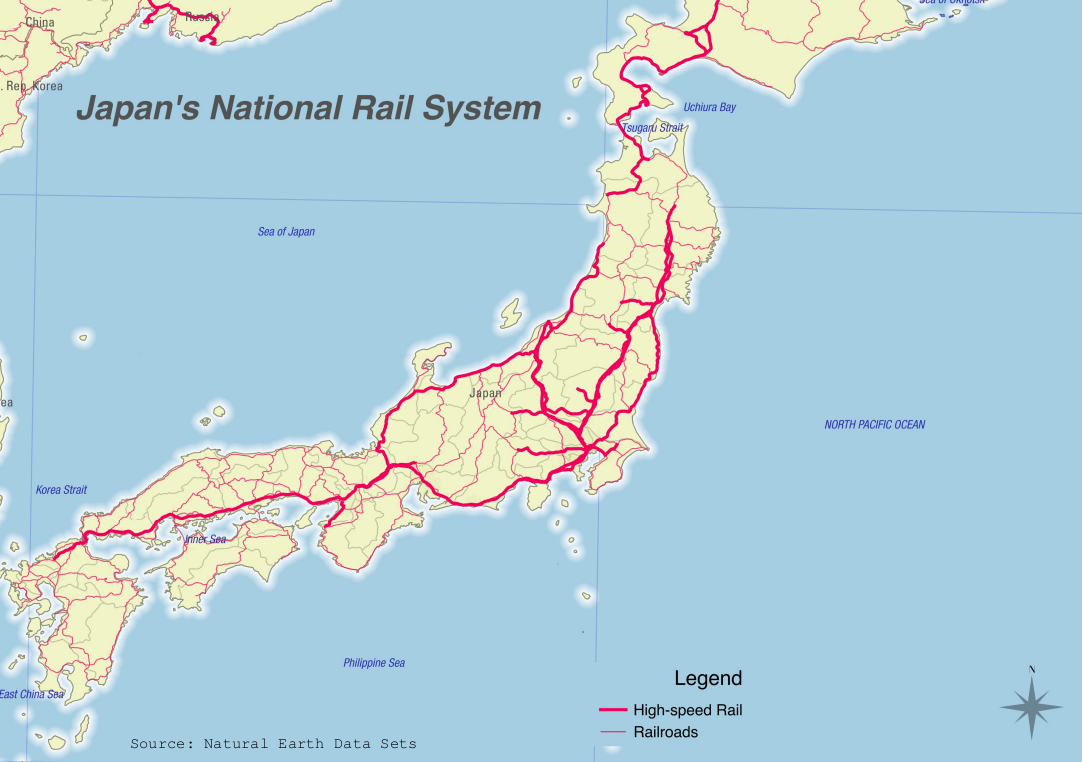 Sea of Okhotsk
China
Russia
. Rep. Korea
Japan's National Rail System
Uchiura Bay
Tsugaru Strait
Sea of Japan
Japan
ea
NORTH PACIFIC OCEAN
Korea Strait
Inner Sea
Philippine Sea
East China Sea
N
Legend
High-speed Rail
Railroads
Source: Natural Earth Data Sets